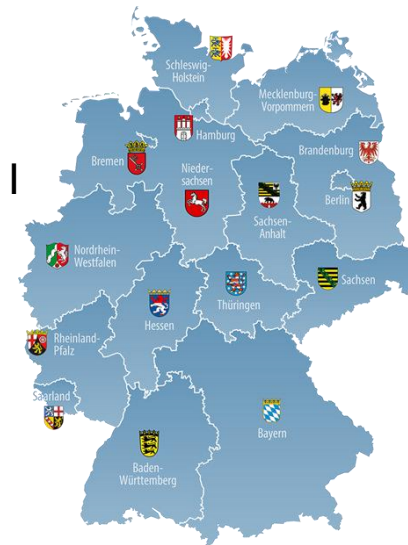 Schleswig-
Holstein
Mecklenburg-
Vorpommern
Hamburg
Bremen
Brandenburg
Nieder-
sachsen
Berlin
Sachsen-
Anhalt
Nordrhein-
Westfalen
Sachsen
Thüringen
Hessen
Rheinland-
Pfalz
Saarland
Bayern
Baden-
Württemberg